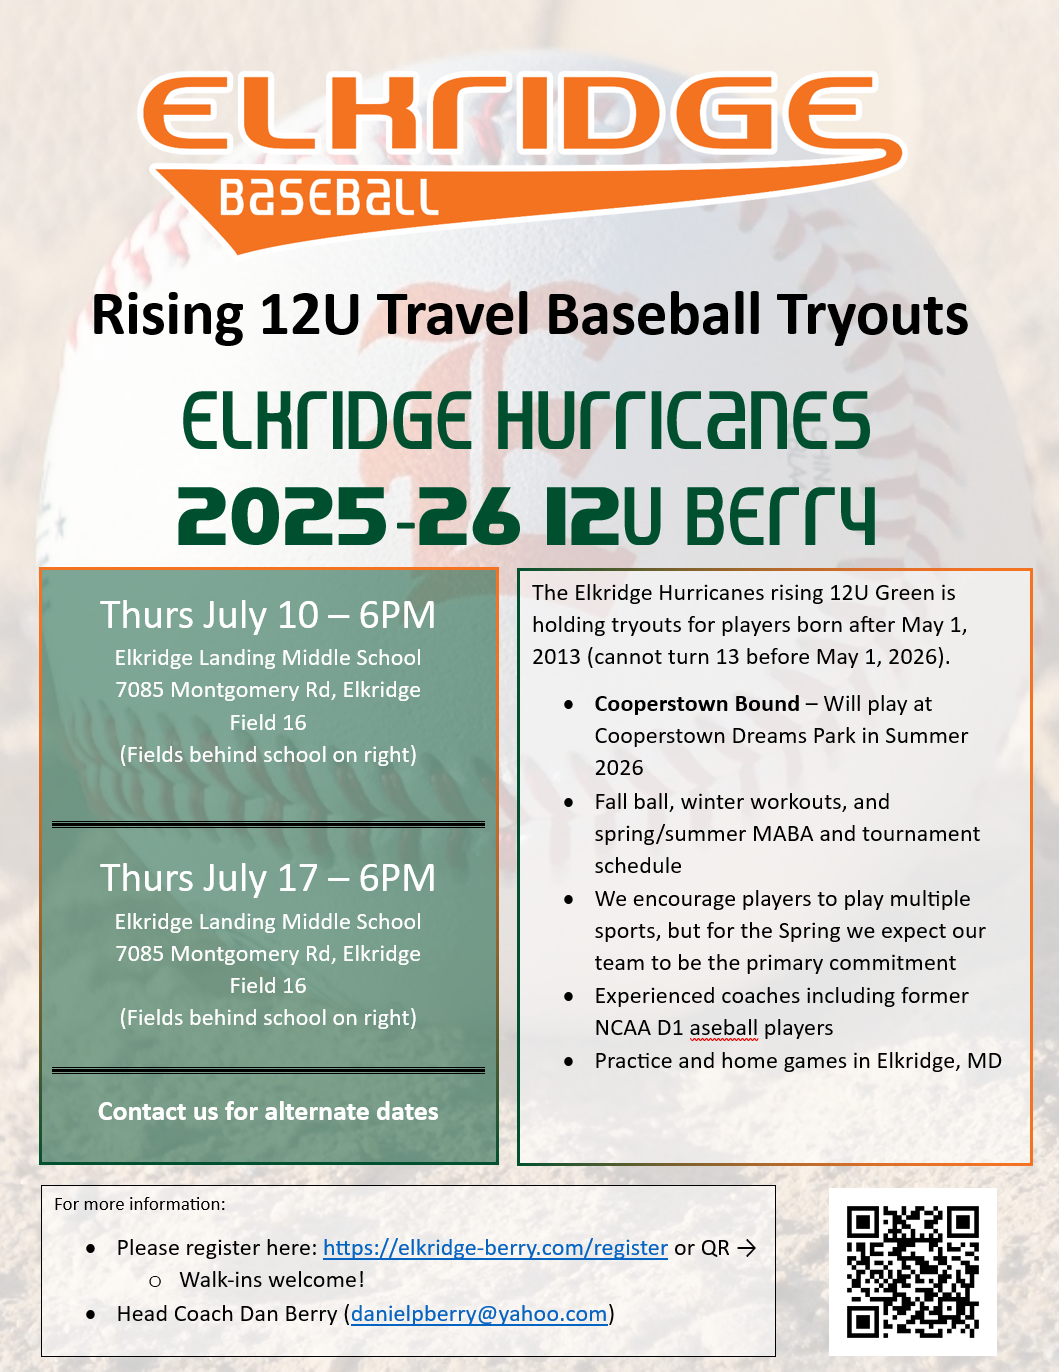 ELKRIDGE
BASEBALL
Rising 12U Travel Baseball Tryouts
ELKRIDGE HURRICANES
2025-26 12U BERRY
Thurs July 10 – 6PM
Elkridge Landing Middle School
7085 Montgomery Rd, Elkridge
Field 16
(Fields behind school on right)
Thurs July 17 – 6PM
Elkridge Landing Middle School
7085 Montgomery Rd, Elkridge
Field 16
(Fields behind school on right)
Contact us for alternate dates
The Elkridge Hurricanes rising 12U Green is
holding tryouts for players born after May 1,
2013 (cannot turn 13 before May 1, 2026).
• Cooperstown Bound – Will play at
Cooperstown Dreams Park in Summer
2026
• Fall ball, winter workouts, and
spring/summer MABA and tournament
schedule
• We encourage players to play multiple
sports, but for the Spring we expect our
team to be the primary commitment
• Experienced coaches including former
NCAA D1 aseball players
• Practice and home games in Elkridge, MD
For more information:
• Please register here: https://elkridge-berry.com/register or QR →
○ Walk-ins welcome!
• Head Coach Dan Berry (danielpberry@yahoo.com)